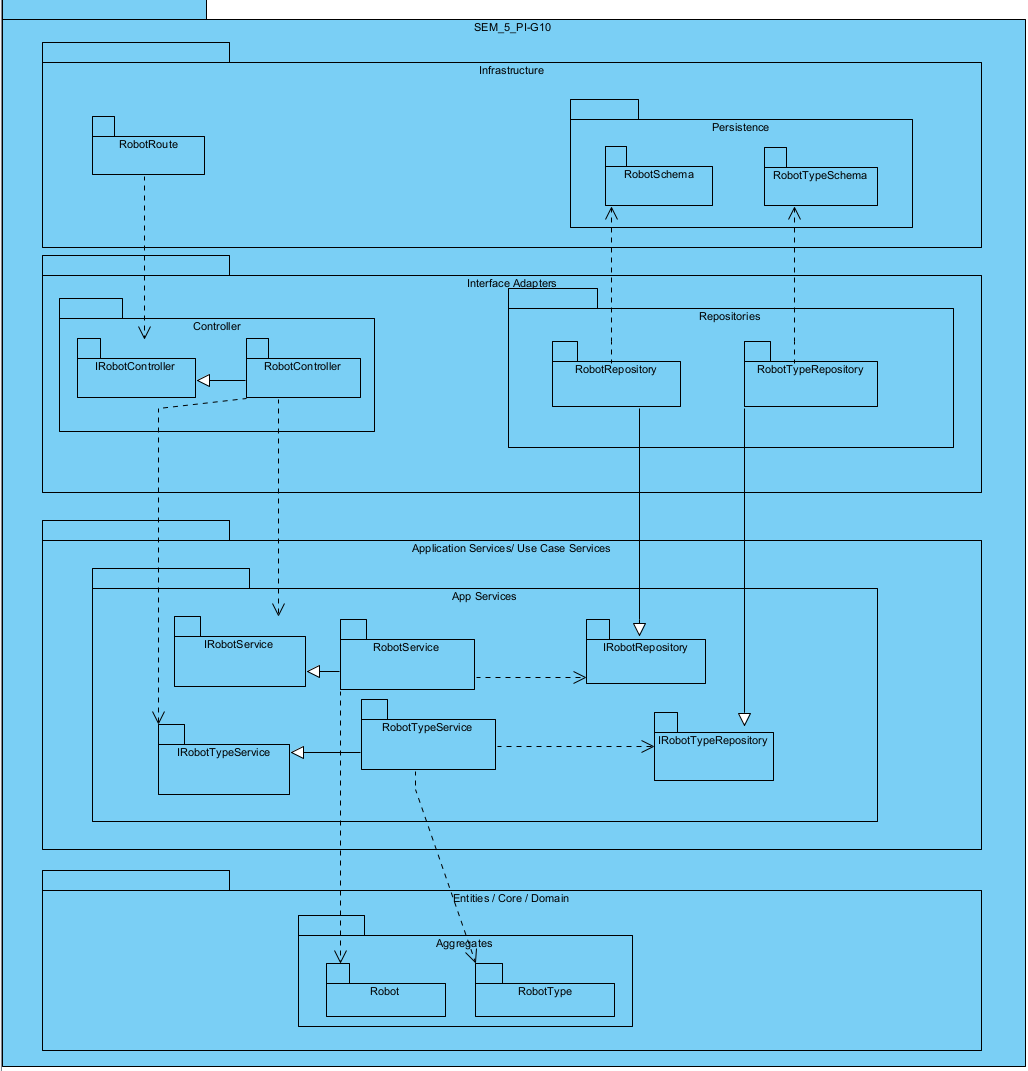 SEM_5_PI-G10
Infrastructure
RobotRoute
Persistence
RobotSchema
RobotTypeSchema
Interface Adapters
Controller
IRobotController
RobotController
Repositories
RobotRepository
RobotTypeRepository
Application Services/ Use Case Services
App Services
IRobotService
RobotService
IRobotRepository
RobotTypeService
IRobotTypeService
IRobotTypeRepository
Entities / Core / Domain
Aggregates
Robot
RobotType